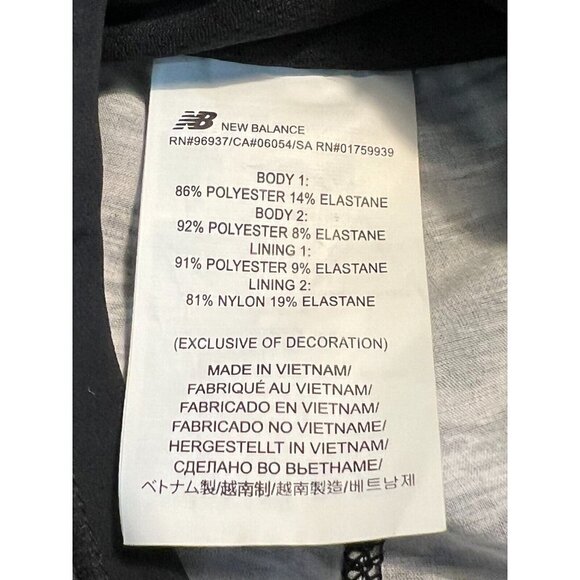 NB NEW BALANCE
RN#96937/CA#06054/SA RN#01759939
BODY 1:
86% POLYESTER 14% ELASTANE
BODY 2:
92% POLYESTER 8% ELASTANE
LINING 1:
91% POLYESTER 9% ELASTANE
LINING 2:
81% NYLON 19% ELASTANE
(EXCLUSIVE OF DECORATION)
MADE IN VIETNAM/
FABRIQUÉ AU VIETNAM/
FABRICADO EN VIETNAM/
FABRICADO NO VIETNAME/
HERGESTELLT IN VIETNAM/
СДЕЛАНО ВО ВЬЕТНАМЕ/
ベトナム製/越南制/越南製造/베트남제